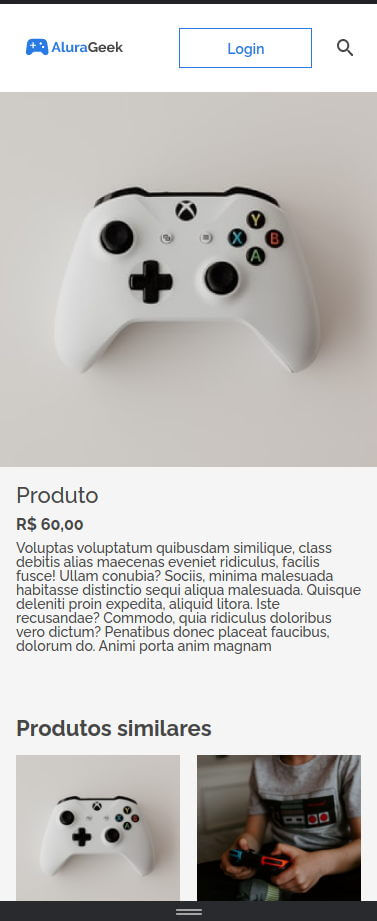 AluraGeek
Login
Y
X
B
A
Produto
R$ 60,00
Voluptas voluptatum quibusdam similique, class
debitis alias maecenas eveniet ridiculus, facilis
fusce! Ullam conubia? Sociis, minima malesuada
habitasse distinctio sequi aliqua malesuada. Quisque
deleniti proin expedita, aliquid litora. Iste
recusandae? Commodo, quia ridiculus doloribus
vero dictum? Penatibus donec placeat faucibus,
dolorum do. Animi porta anim magnam
Produtos similares